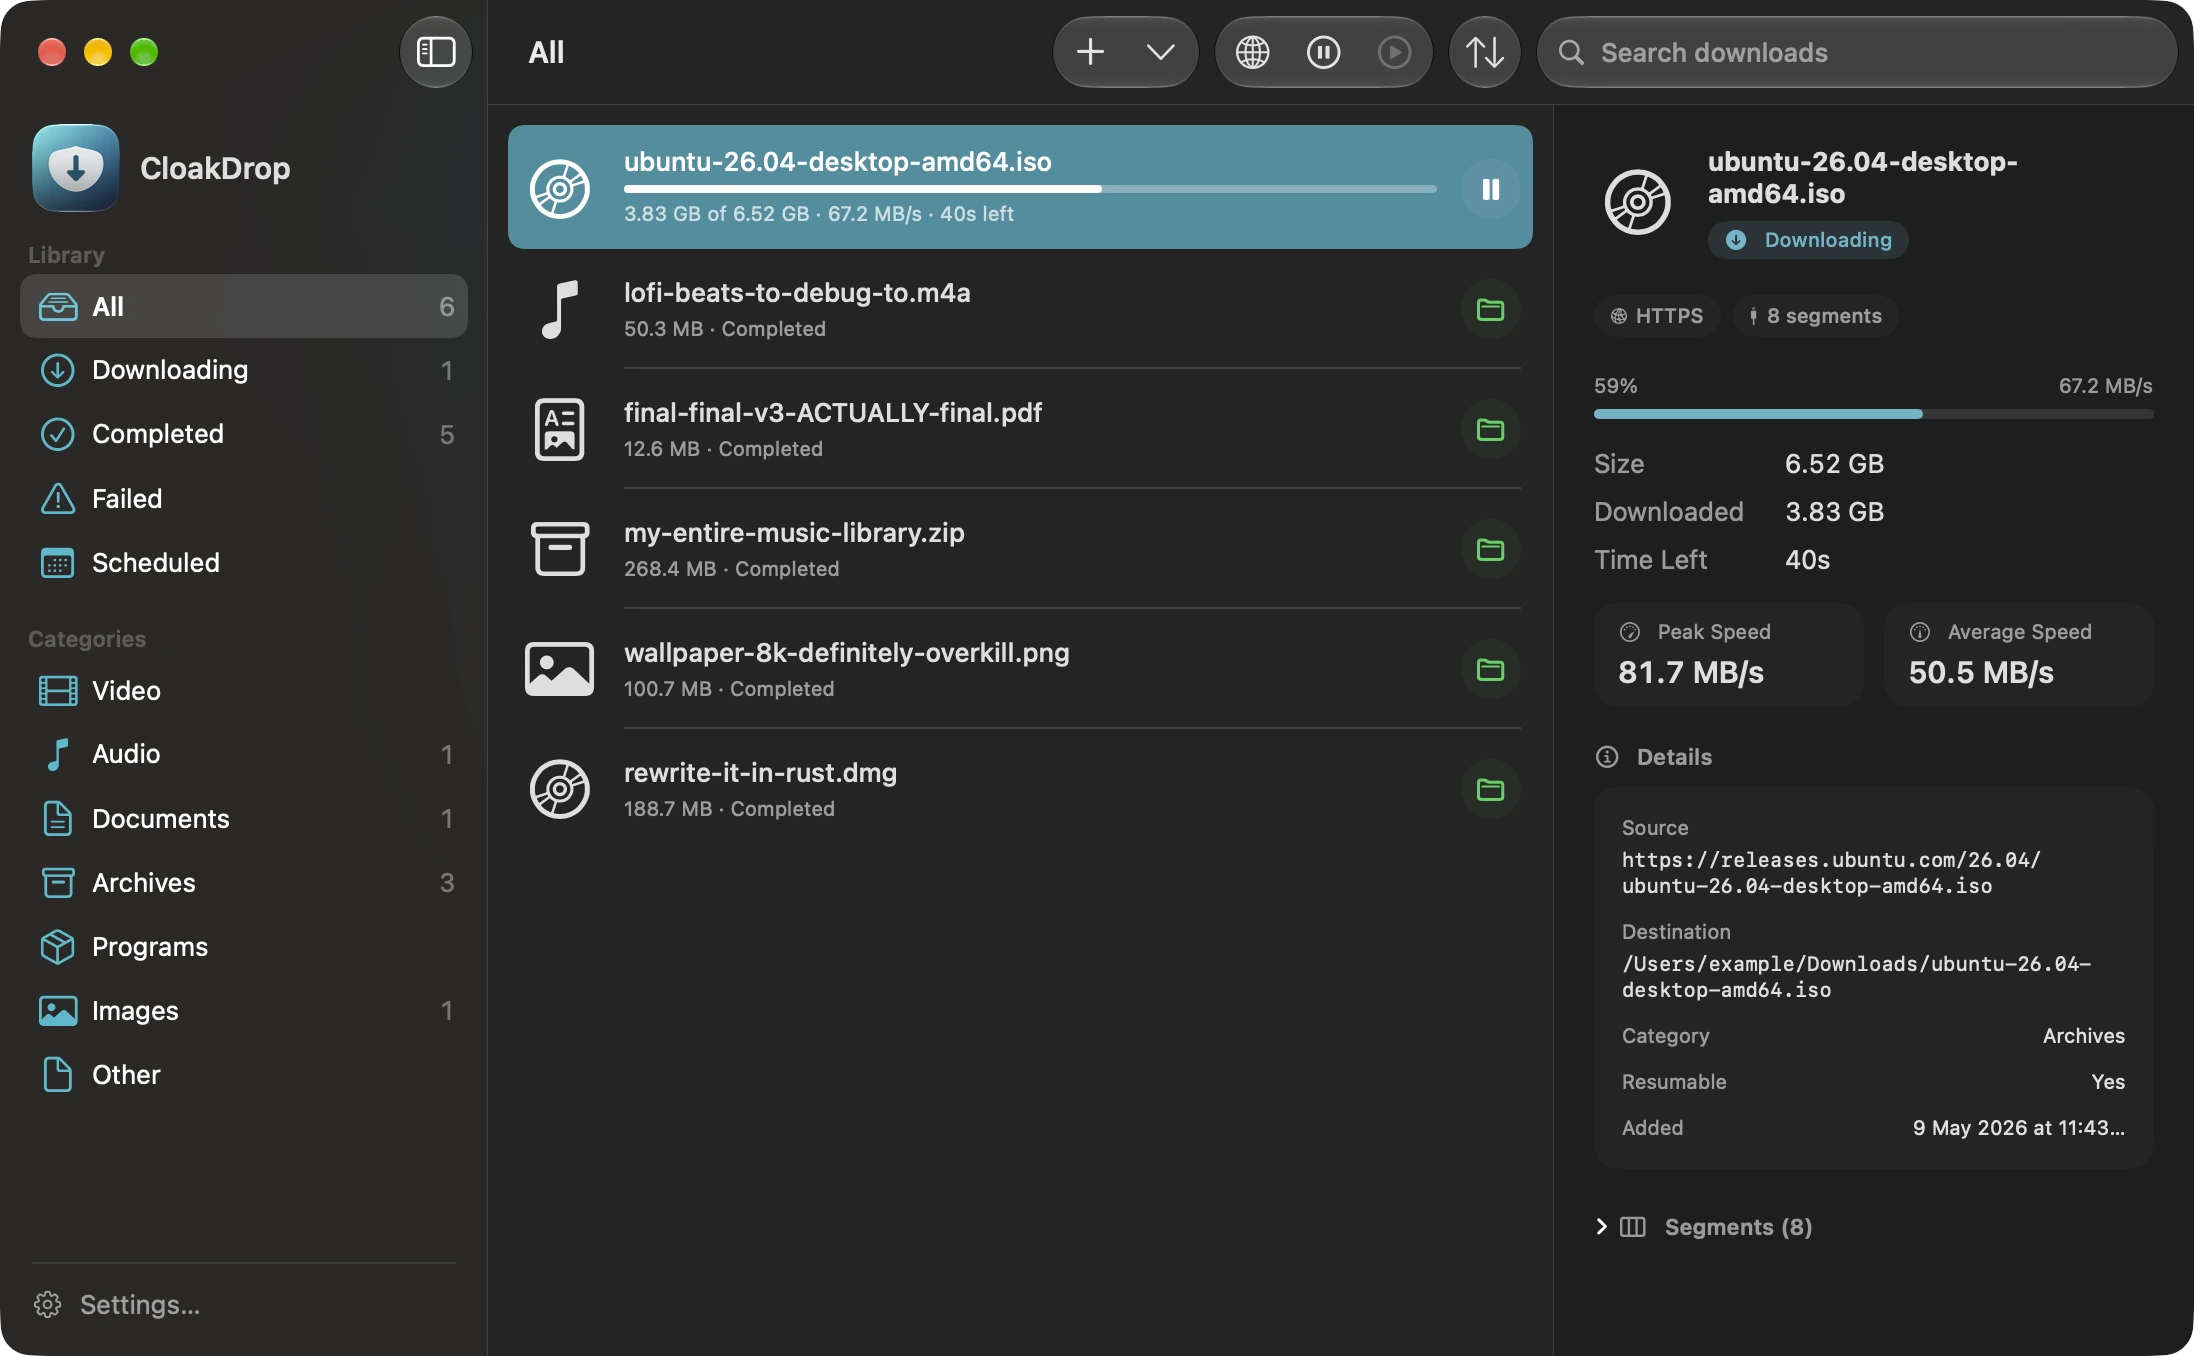 All
Search downloads
CloakDrop
Library
All 6
Downloading 1
Completed 5
Failed
Scheduled
Categories
Video
Audio 1
Documents 1
Archives 3
Programs
Images 1
Other
Settings...
ubuntu-26.04-desktop-amd64.iso
3.83 GB of 6.52 GB · 67.2 MB/s · 40s left
lofi-beats-to-debug-to.m4a
50.3 MB · Completed
final-final-v3-ACTUALLY-final.pdf
12.6 MB · Completed
my-entire-music-library.zip
268.4 MB · Completed
wallpaper-8k-definitely-overkill.png
100.7 MB · Completed
rewrite-it-in-rust.dmg
188.7 MB · Completed
ubuntu-26.04-desktop-
amd64.iso
Downloading
HTTPS 8 segments
59% 67.2 MB/s
Size 6.52 GB
Downloaded 3.83 GB
Time Left 40s
Peak Speed Average Speed
81.7 MB/s 50.5 MB/s
Details
Source
https://releases.ubuntu.com/26.04/
ubuntu-26.04-desktop-amd64.iso
Destination
/Users/example/Downloads/ubuntu-26.04-
desktop-amd64.iso
Category Archives
Resumable Yes
Added 9 May 2026 at 11:43...
Segments (8)